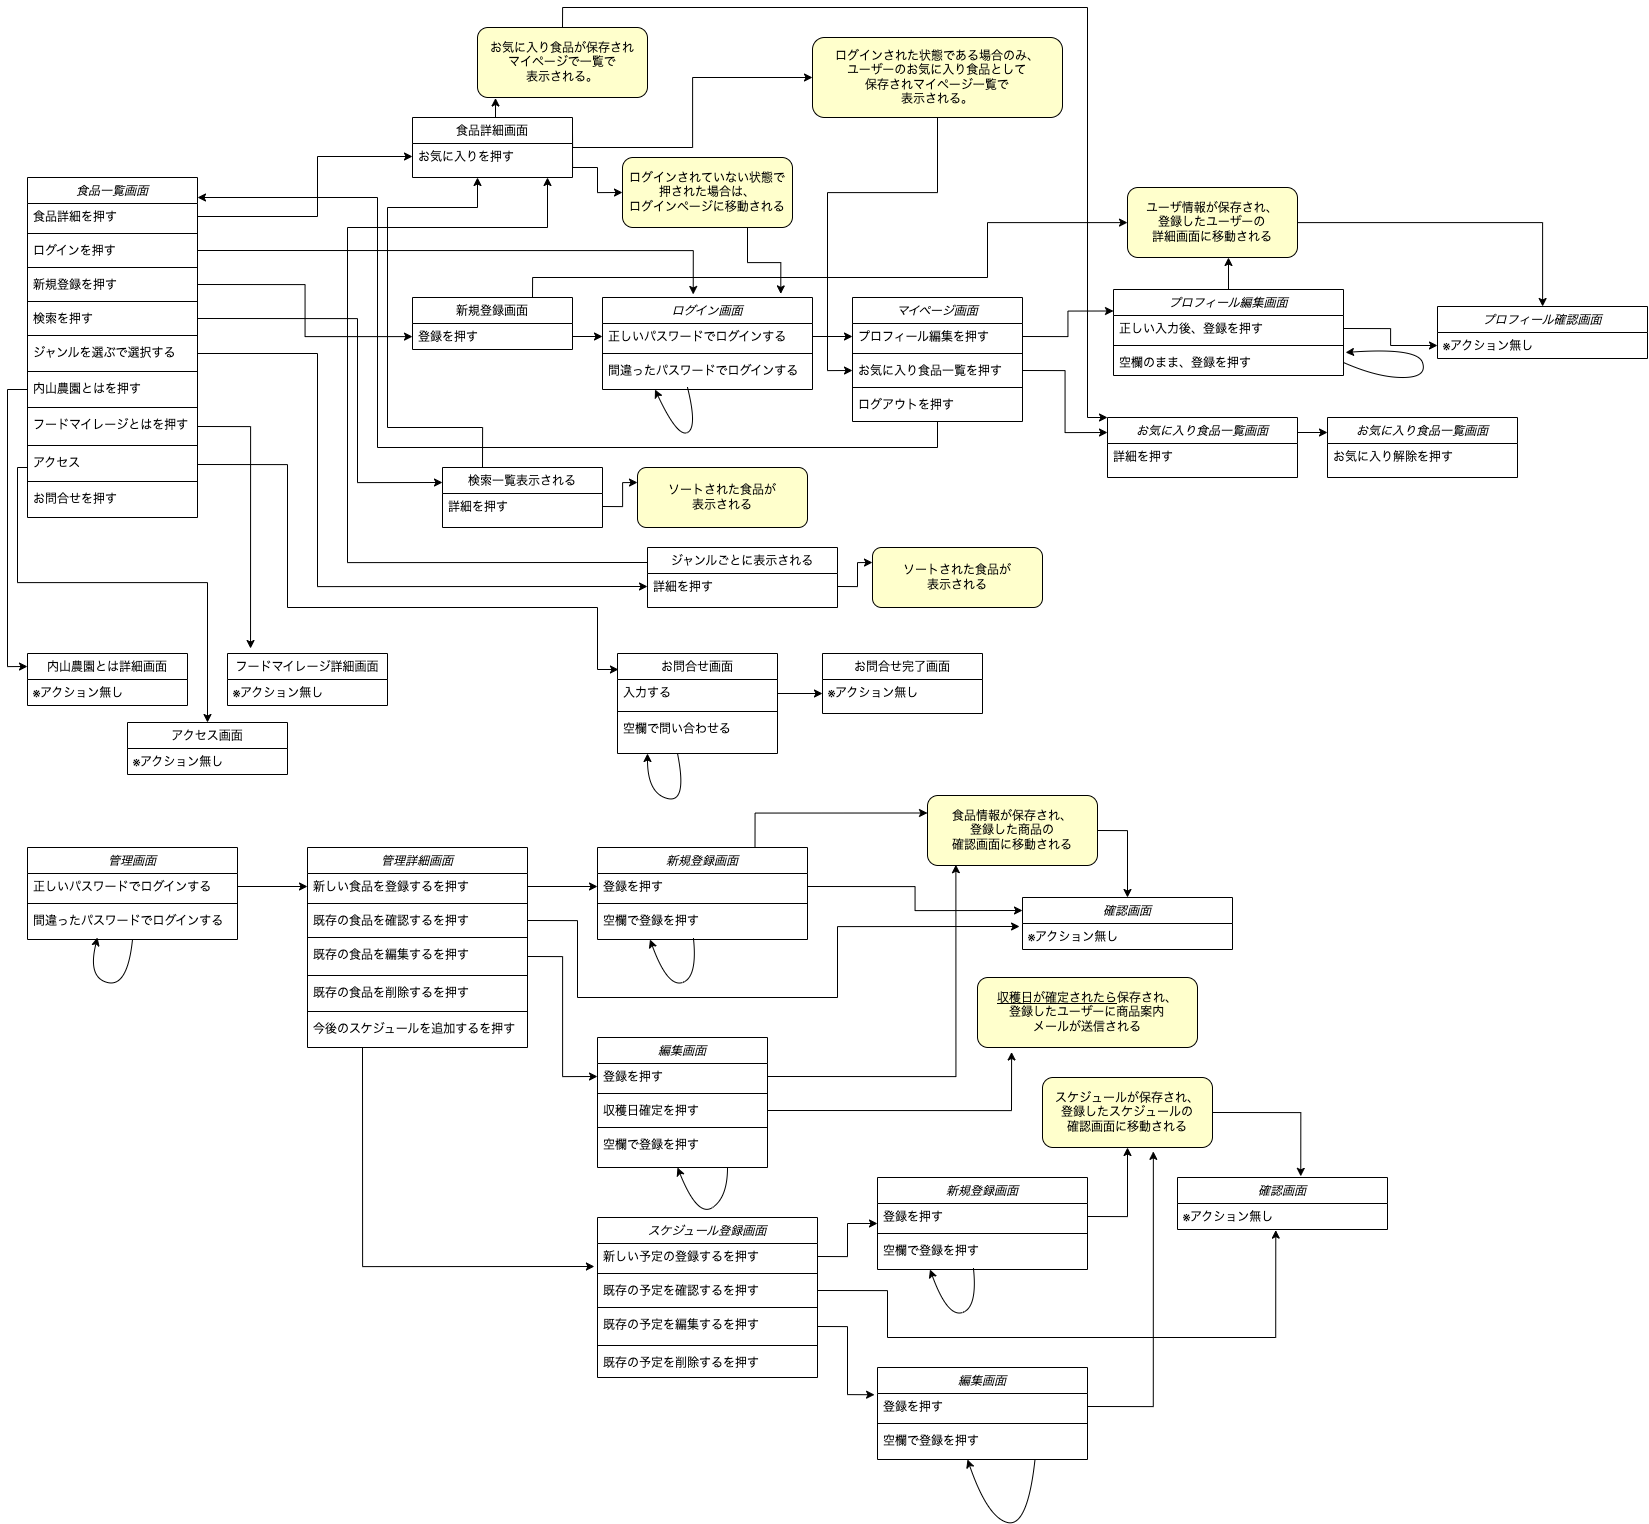 お気に入り食品が保存され
マイページで一覧で
表示される。
ログインされた状態である場合のみ、
ユーザーのお気に入り食品として
保存されマイページ一覧で
表示される。
食品詳細画面
お気に入りを押す
ログインされていない状態で
押された場合は、
ログインページに移動される
食品一覧画面
食品詳細を押す
ログインを押す
新規登録を押す
検索を押す
ジャンルを選ぶで選択する
内山農園とはを押す
フードマイレージとはを押す
アクセス
お問合せを押す
新規登録画面
登録を押す
ログイン画面
正しいパスワードでログインする
間違ったパスワードでログインする
マイページ画面
プロフィール編集を押す
お気に入り食品一覧を押す
ログアウトを押す
ユーザ情報が保存され、
登録したユーザーの
詳細画面に移動される
プロフィール編集画面
正しい入力後、登録を押す
空欄のまま、登録を押す
プロフィール確認画面
※アクション無し
お気に入り食品一覧画面
詳細を押す
お気に入り食品一覧画面
お気に入り解除を押す
検索一覧表示される
詳細を押す
ソートされた食品が
表示される
ジャンルごとに表示される
詳細を押す
ソートされた食品が
表示される
内山農園とは詳細画面
※アクション無し
フードマイレージ詳細画面
※アクション無し
アクセス画面
※アクション無し
お問合せ画面
入力する
空欄で問い合わせる
お問合せ完了画面
※アクション無し
管理画面
正しいパスワードでログインする
間違ったパスワードでログインする
管理詳細画面
新しい食品を登録するを押す
既存の食品を確認するを押す
既存の食品を編集するを押す
既存の食品を削除するを押す
今後のスケジュールを追加するを押す
新規登録画面
登録を押す
空欄で登録を押す
食品情報が保存され、
登録した商品の
確認画面に移動される
確認画面
※アクション無し
収穫日が確定されたら保存され、
登録したユーザーに商品案内
メールが送信される
編集画面
登録を押す
収穫日確定を押す
空欄で登録を押す
スケジュールが保存され、
登録したスケジュールの
確認画面に移動される
スケジュール登録画面
新しい予定の登録するを押す
既存の予定を確認するを押す
既存の予定を編集するを押す
既存の予定を削除するを押す
新規登録画面
登録を押す
空欄で登録を押す
確認画面
※アクション無し
編集画面
登録を押す
空欄で登録を押す